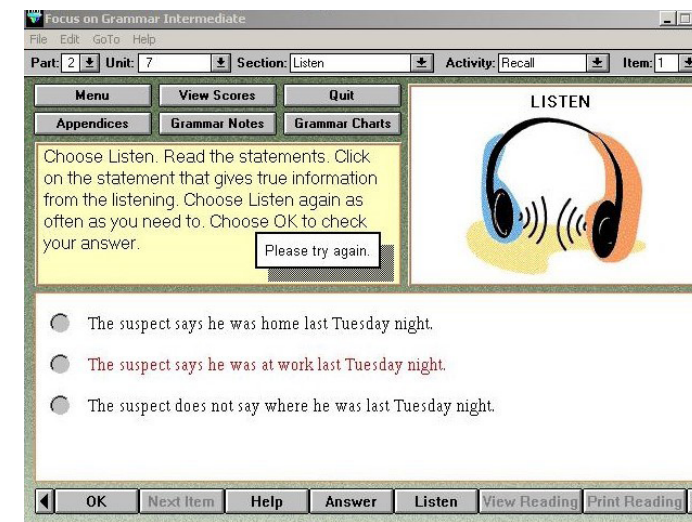 Focus on Grammar Intermediate
File Edit GoTo Help
Part: 2 Unit: 7 Section: Listen Activity: Recall Item: 1
Menu View Scores Quit
Appendices Grammar Notes Grammar Charts
LISTEN
Choose Listen. Read the statements. Click
on the statement that gives true information
from the listening. Choose Listen again as
often as you need to. Choose OK to check
your answer.
Please try again.
The suspect says he was home last Tuesday night.
The suspect says he was at work last Tuesday night.
The suspect does not say where he was last Tuesday night.
OK Next Item Help Answer Listen View Reading Print Reading